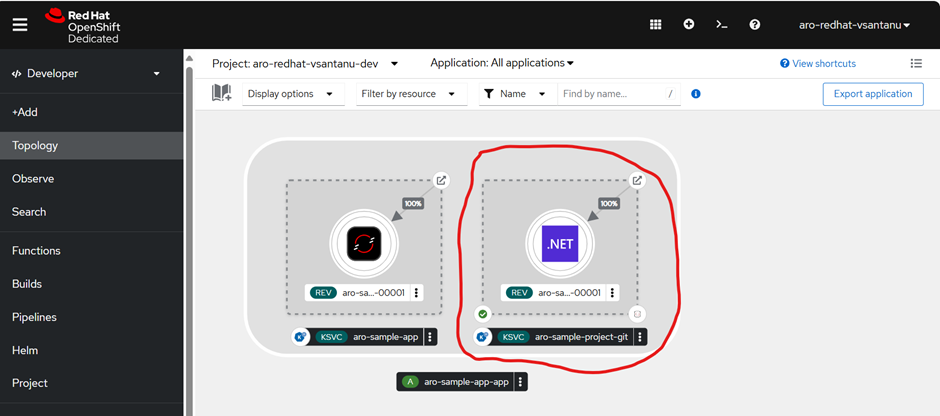 Red Hat
OpenShift
Dedicated
aro-redhat-vsantanu
Developer
+Add
Topology
Observe
Search
Functions
Builds
Pipelines
Helm
Project
Project: aro-redhat-vsantanu-dev
Application: All applications
View shortcuts
Display options
Filter by resource
Name
Find by name...
/
Export application
100%
REV aro-sa...-00001
KSVC aro-sample-app
100%
.NET
REV aro-sa...-00001
KSVC aro-sample-project-git
A aro-sample-app-app